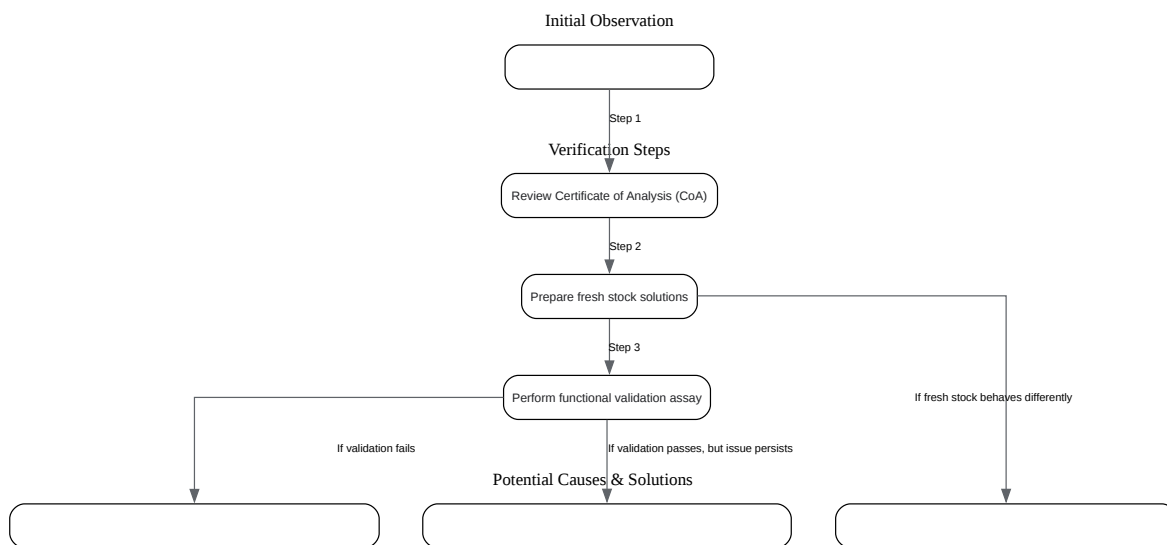 Initial Observation
Step 1
Verification Steps
Review Certificate of Analysis (CoA)
Step 2
Prepare fresh stock solutions
Step 3
Perform functional validation assay
If fresh stock behaves differently
If validation fails
If validation passes, but issue persists
Potential Causes & Solutions